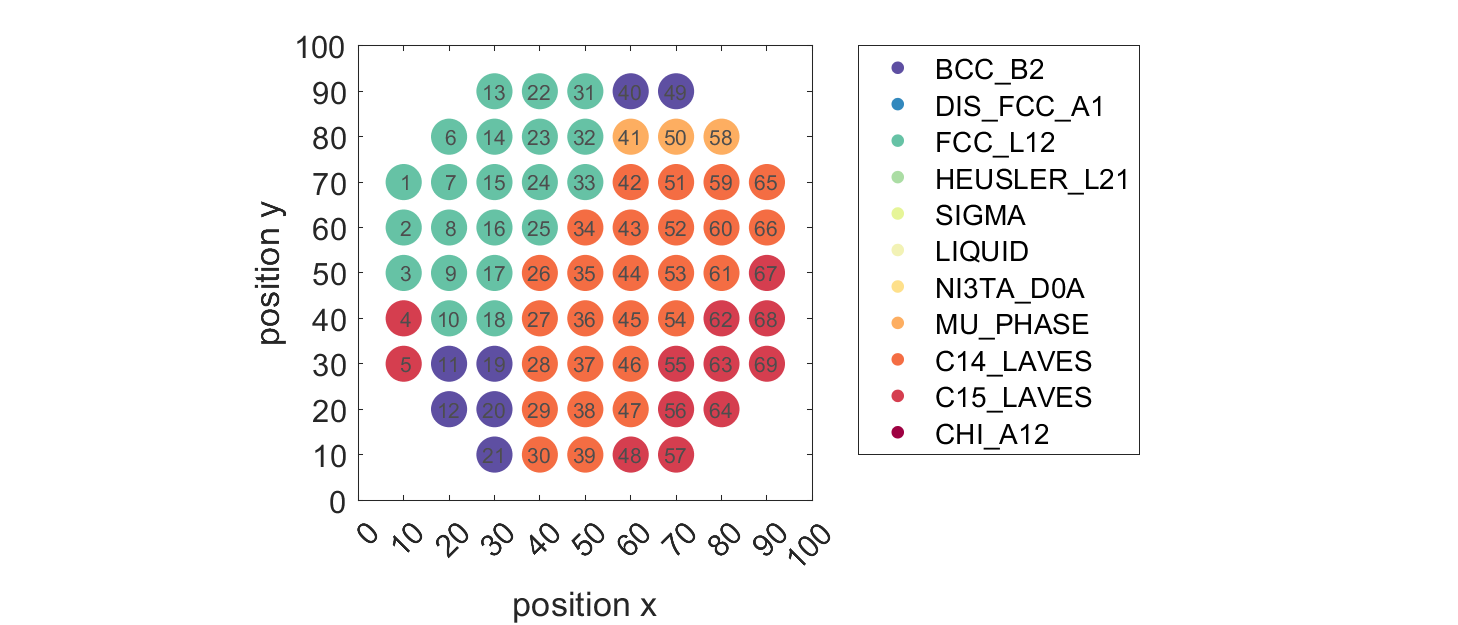 100
90
80
70
60
50
40
30
20
10
0
position y
13 22 31 40 49
6 14 23 32 41 50 58
1 7 15 24 33 42 51 59 65
2 8 16 25 34 43 52 60 66
3 9 17 26 35 44 53 61 67
4 10 18 27 36 45 54 62 68
5 11 19 28 37 46 55 63 69
12 20 29 38 47 56 64
21 30 39 48 57
0 10 20 30 40 50 60 70 80 90 100
position x
BCC_B2
DIS_FCC_A1
FCC_L12
HEUSLER_L21
SIGMA
LIQUID
NI3TA_D0A
MU_PHASE
C14_LAVES
C15_LAVES
CHI_A12